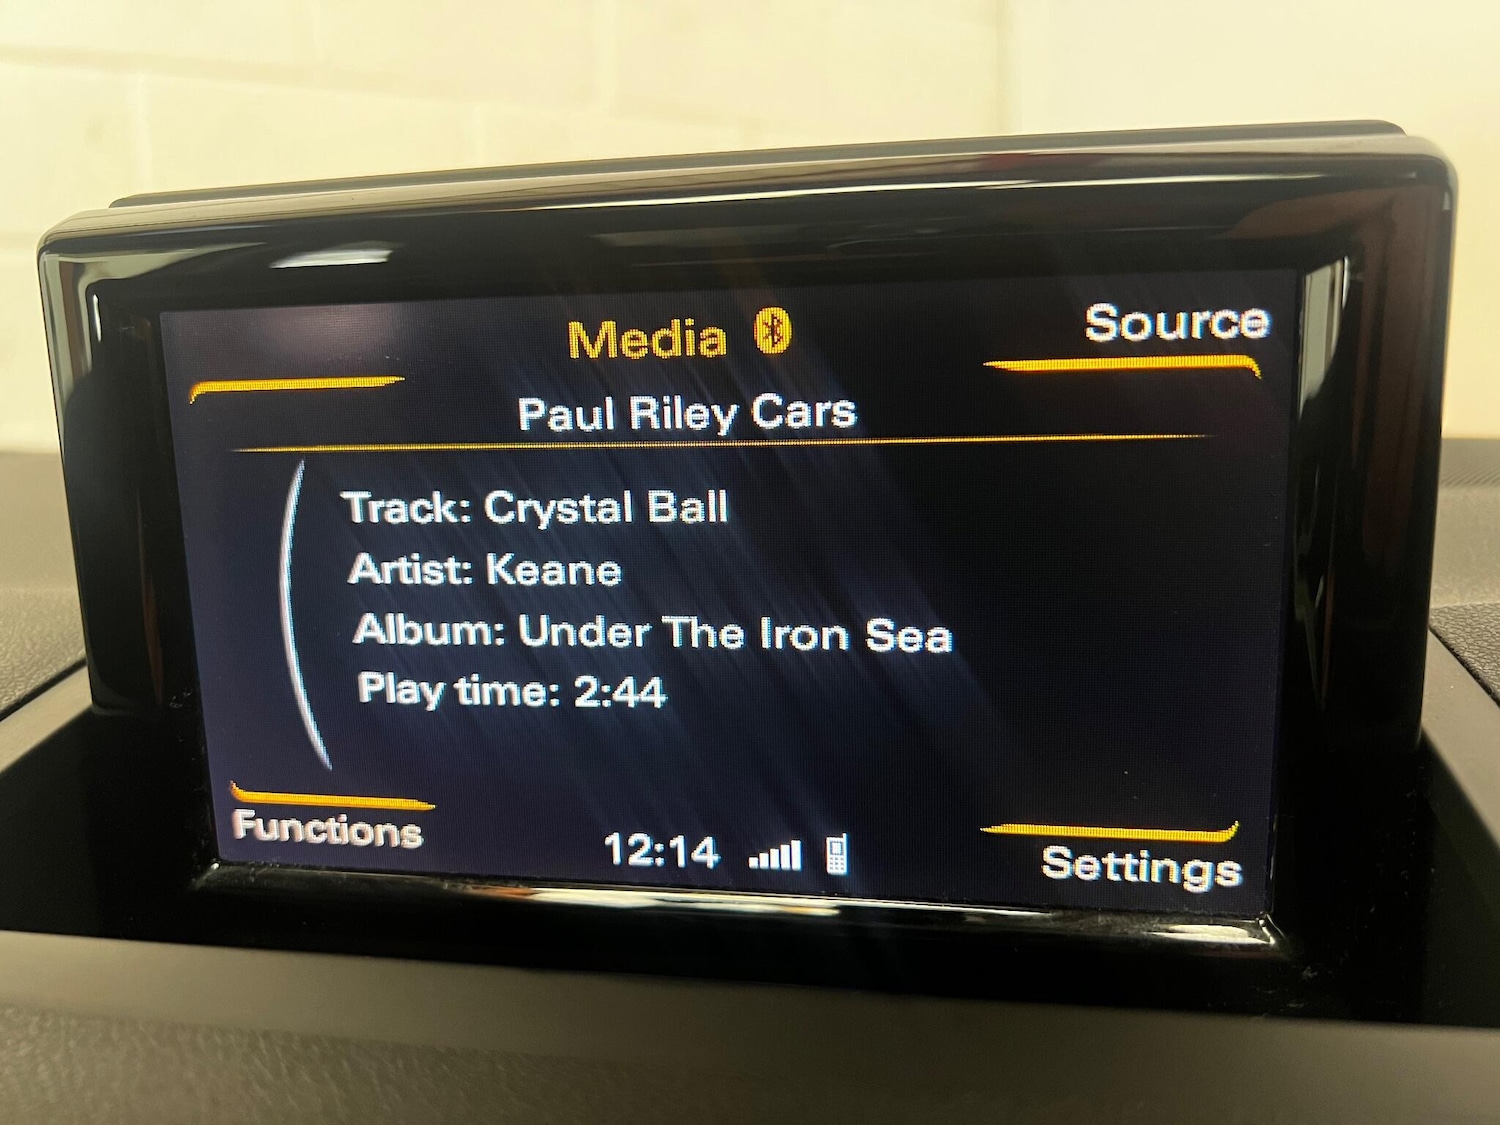 Media
Source
Paul Riley Cars
Track: Crystal Ball
Artist: Keane
Album: Under The Iron Sea
Play time: 2:44
Functions
12:14
Settings